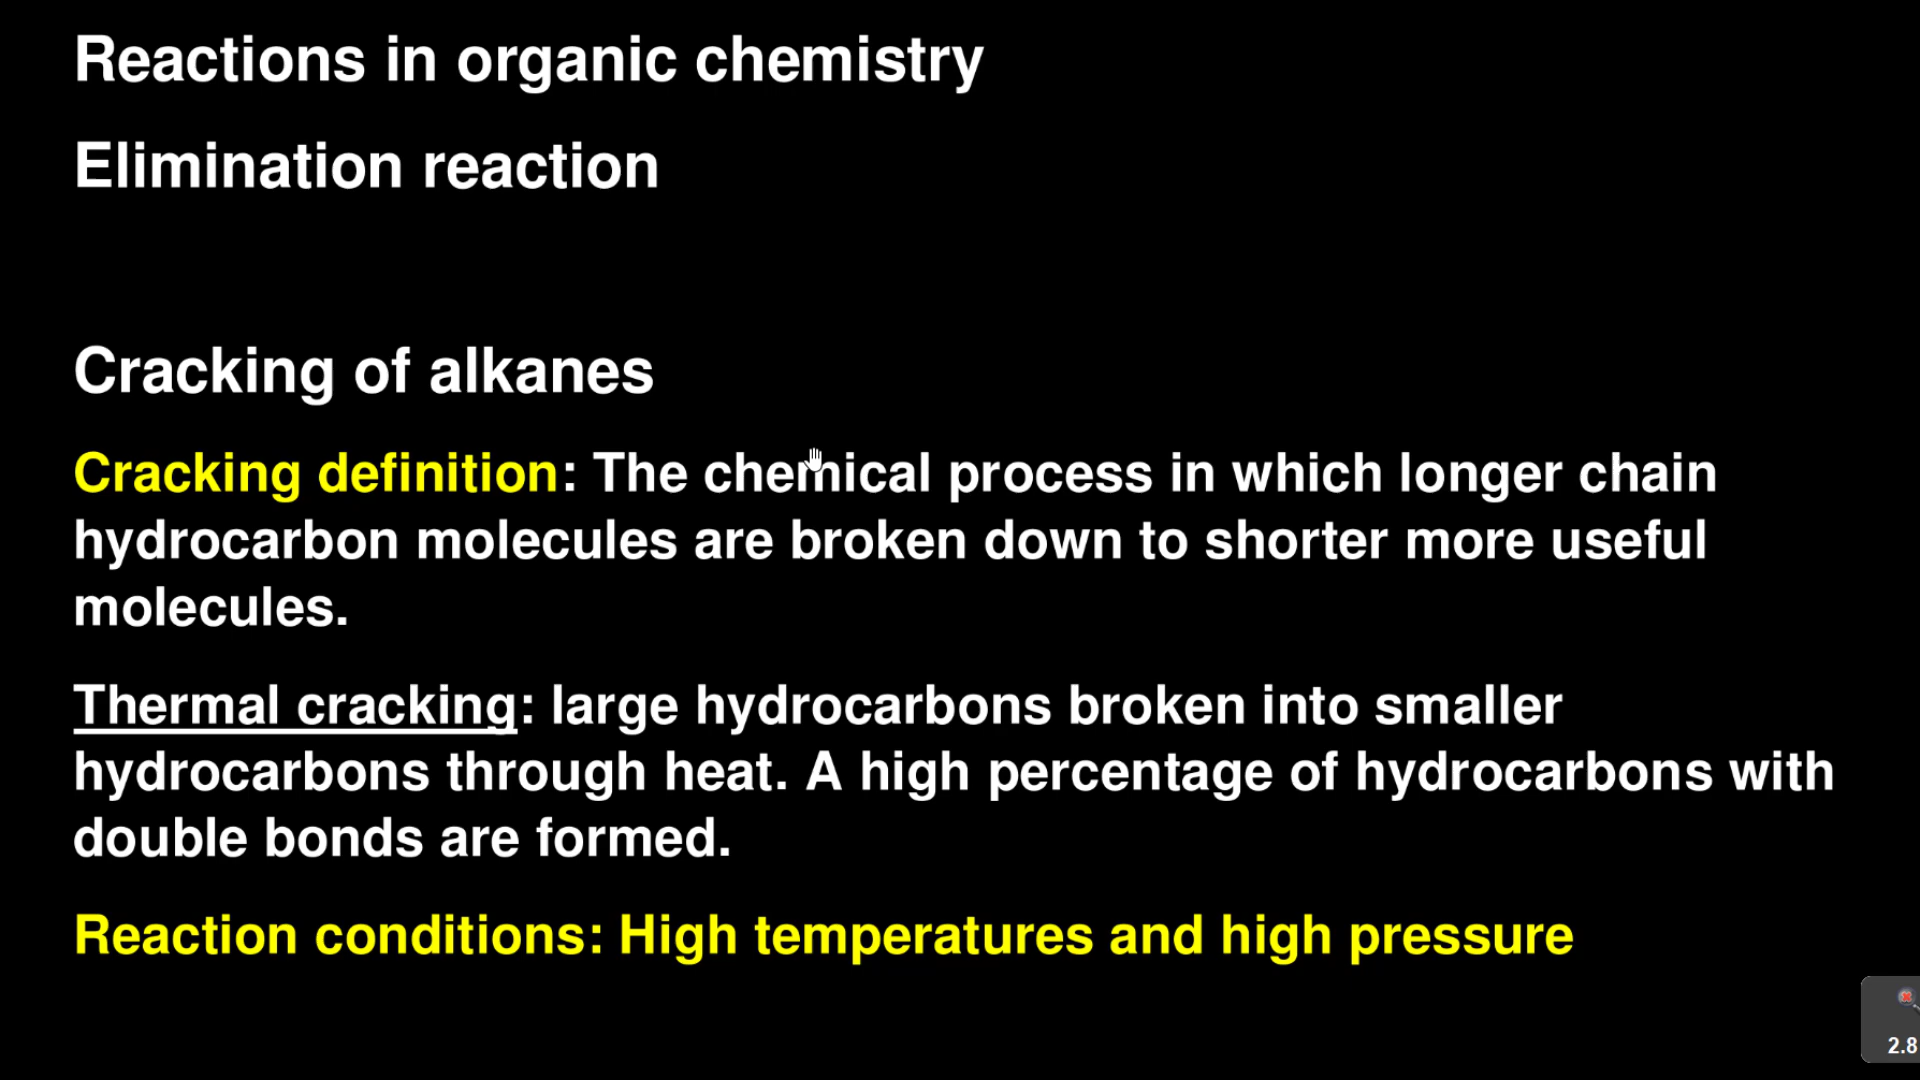 Reactions in organic chemistry
Elimination reaction
Cracking of alkanes
Cracking definition: The chemical process in which longer chain
hydrocarbon molecules are broken down to shorter more useful
molecules.
Thermal cracking: large hydrocarbons broken into smaller
hydrocarbons through heat. A high percentage of hydrocarbons with
double bonds are formed.
Reaction conditions: High temperatures and high pressure
2.8